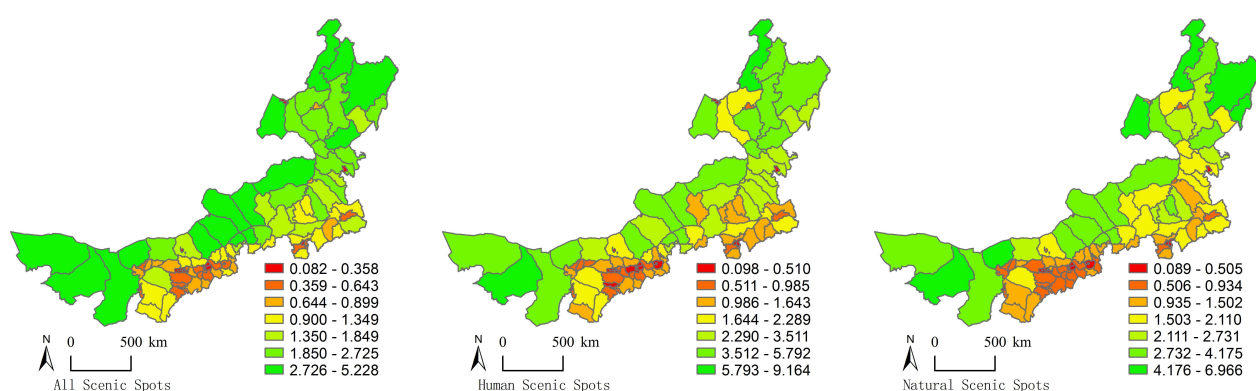 0.082 - 0.358
0.359 - 0.643
0.644 - 0.899
0.900 - 1.349
1.350 - 1.849
1.850 - 2.725
2.726 - 5.228
N
0 500 km
All Scenic Spots
0.098 - 0.510
0.511 - 0.985
0.986 - 1.643
1.644 - 2.289
2.290 - 3.511
3.512 - 5.792
5.793 - 9.164
N
0 500 km
Human Scenic Spots
0.089 - 0.505
0.506 - 0.934
0.935 - 1.502
1.503 - 2.110
2.111 - 2.731
2.732 - 4.175
4.176 - 6.966
N
0 500 km
Natural Scenic Spots